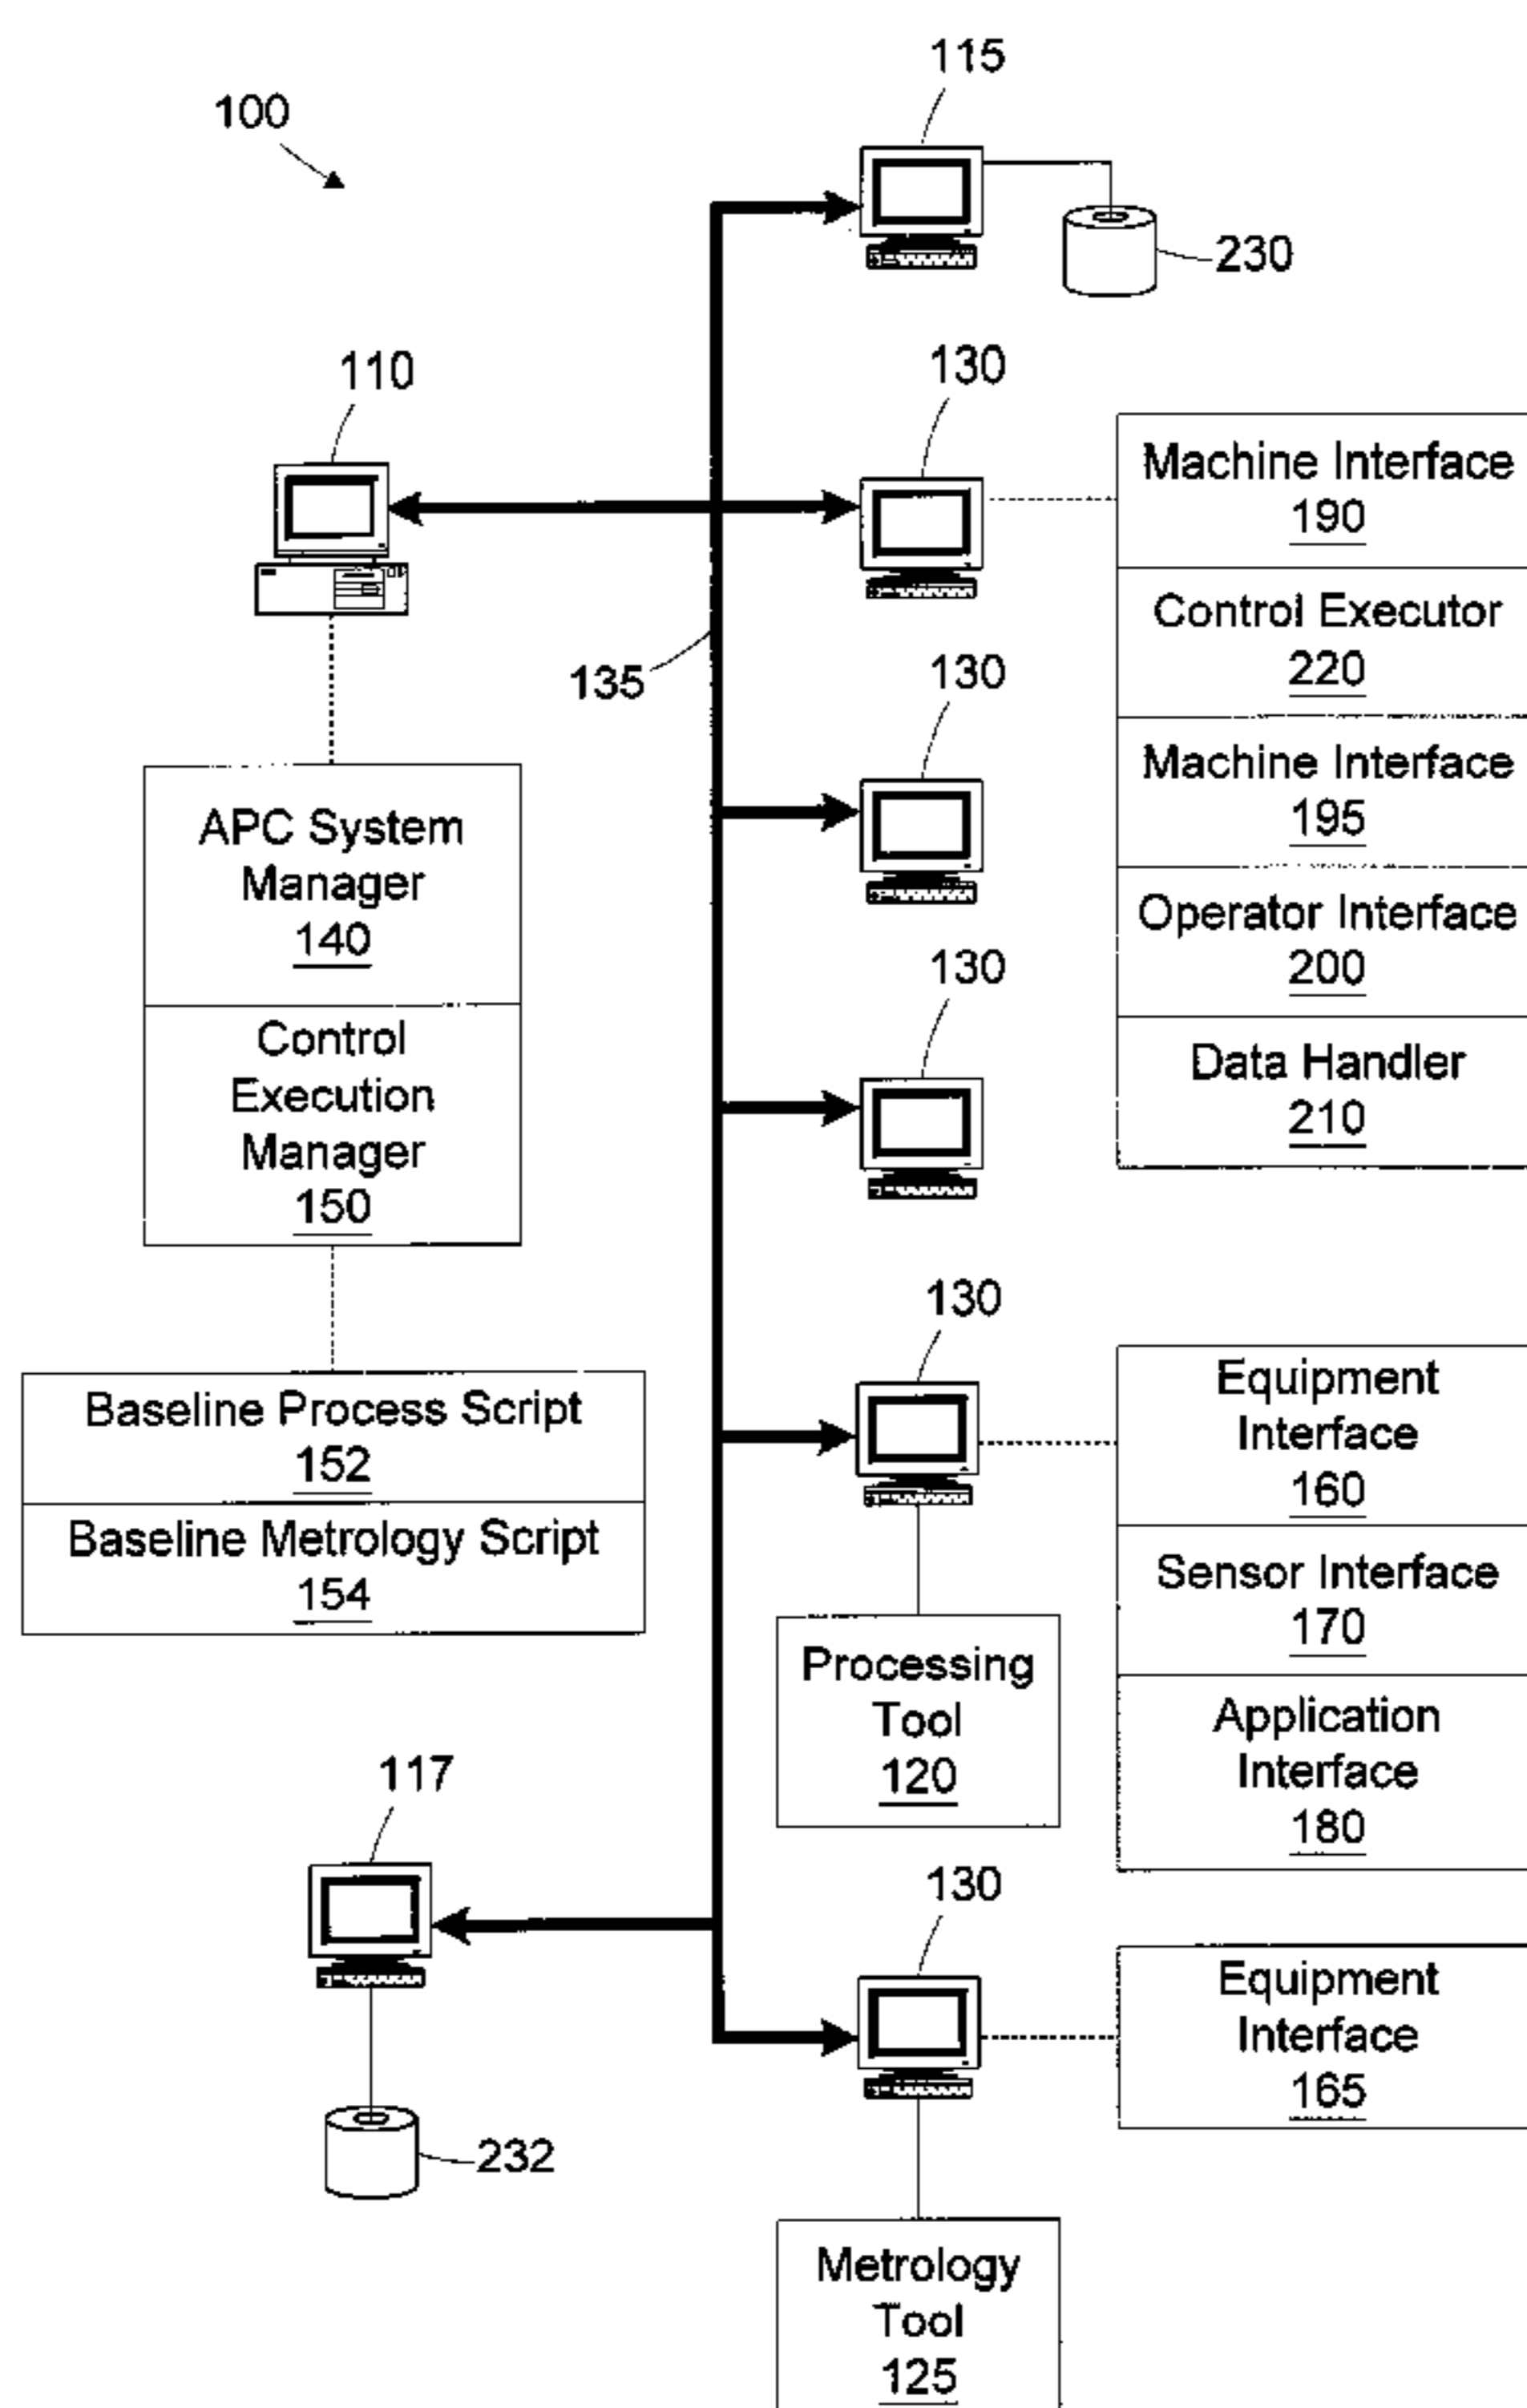 115
100
230
110
130
Machine Interface
190
Control Executor
220
135
130
Machine Interface
195
APC System
Manager
140
Operator Interface
200
130
Control
Execution
Manager
150
Data Handler
210
130
Baseline Process Script
152
Baseline Metrology Script
154
Equipment
Interface
160
Sensor Interface
170
Processing
Tool
120
Application
Interface
180
117
130
Equipment
Interface
165
232
Metrology
Tool
125